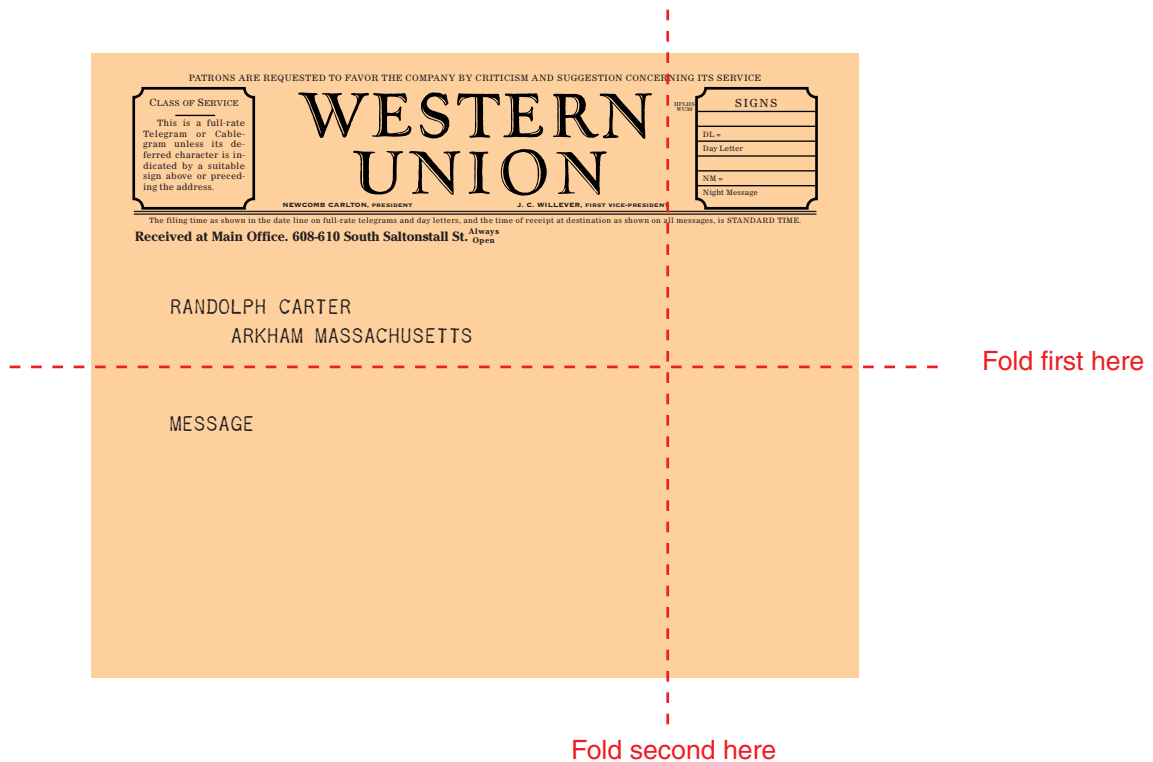 PATRONS ARE REQUESTED TO FAVOR THE COMPANY BY CRITICISM AND SUGGESTION CONCERNING ITS SERVICE
CLASS OF SERVICE
This is a full-rate
Telegram or Cable-
gram unless its de-
ferred character is in-
dicated by a suitable
sign above or preced-
ing the address.
WESTERN
UNION
NEWCOMB CARLTON, PRESIDENT
J. C. WILLEVER, FIRST VICE-PRESIDENT
HPLHS
WU30
SIGNS
DL =
Day Letter
NM =
Night Message
The filing time as shown in the date line on full-rate telegrams and day letters, and the time of receipt at destination as shown on all messages, is STANDARD TIME.
Received at Main Office. 608-610 South Saltonstall St. Always
Open
RANDOLPH CARTER
ARKHAM MASSACHUSETTS
Fold first here
MESSAGE
Fold second here